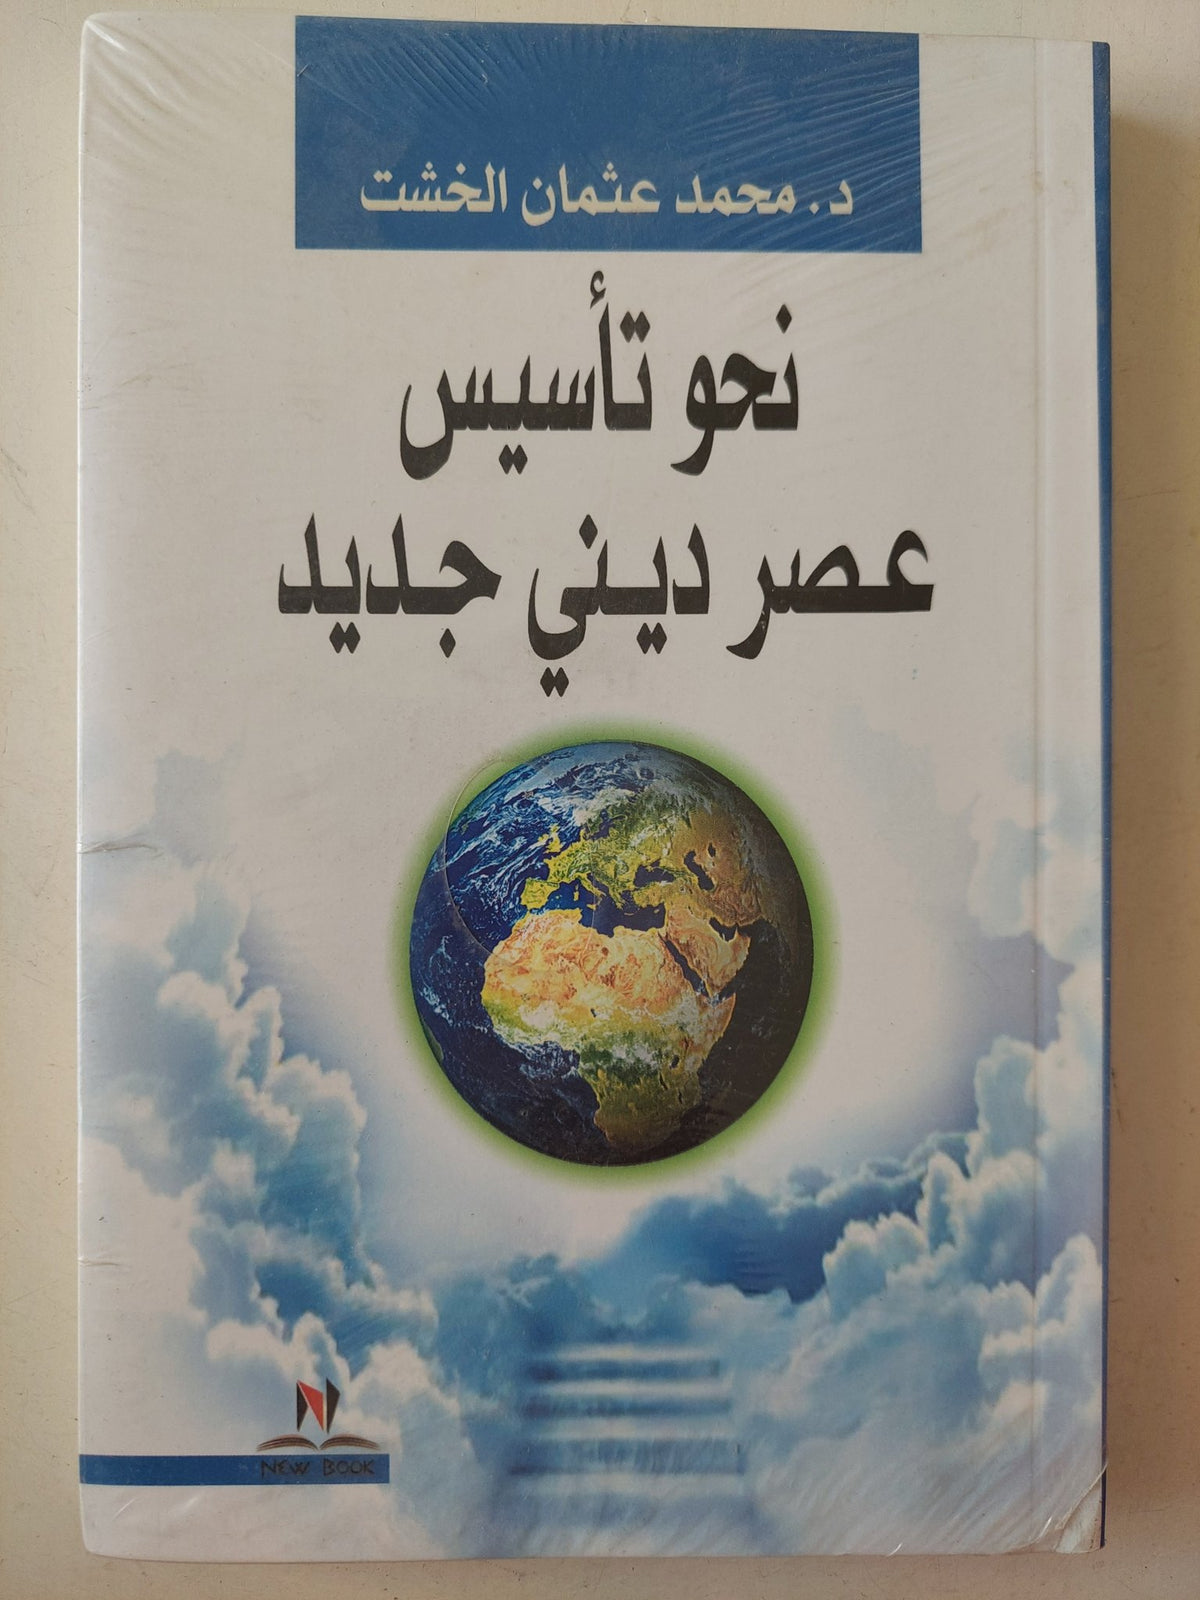 د. محمد عثمان الخشت
نحو تأسيس
عصر ديني جديد
NEW BOOK